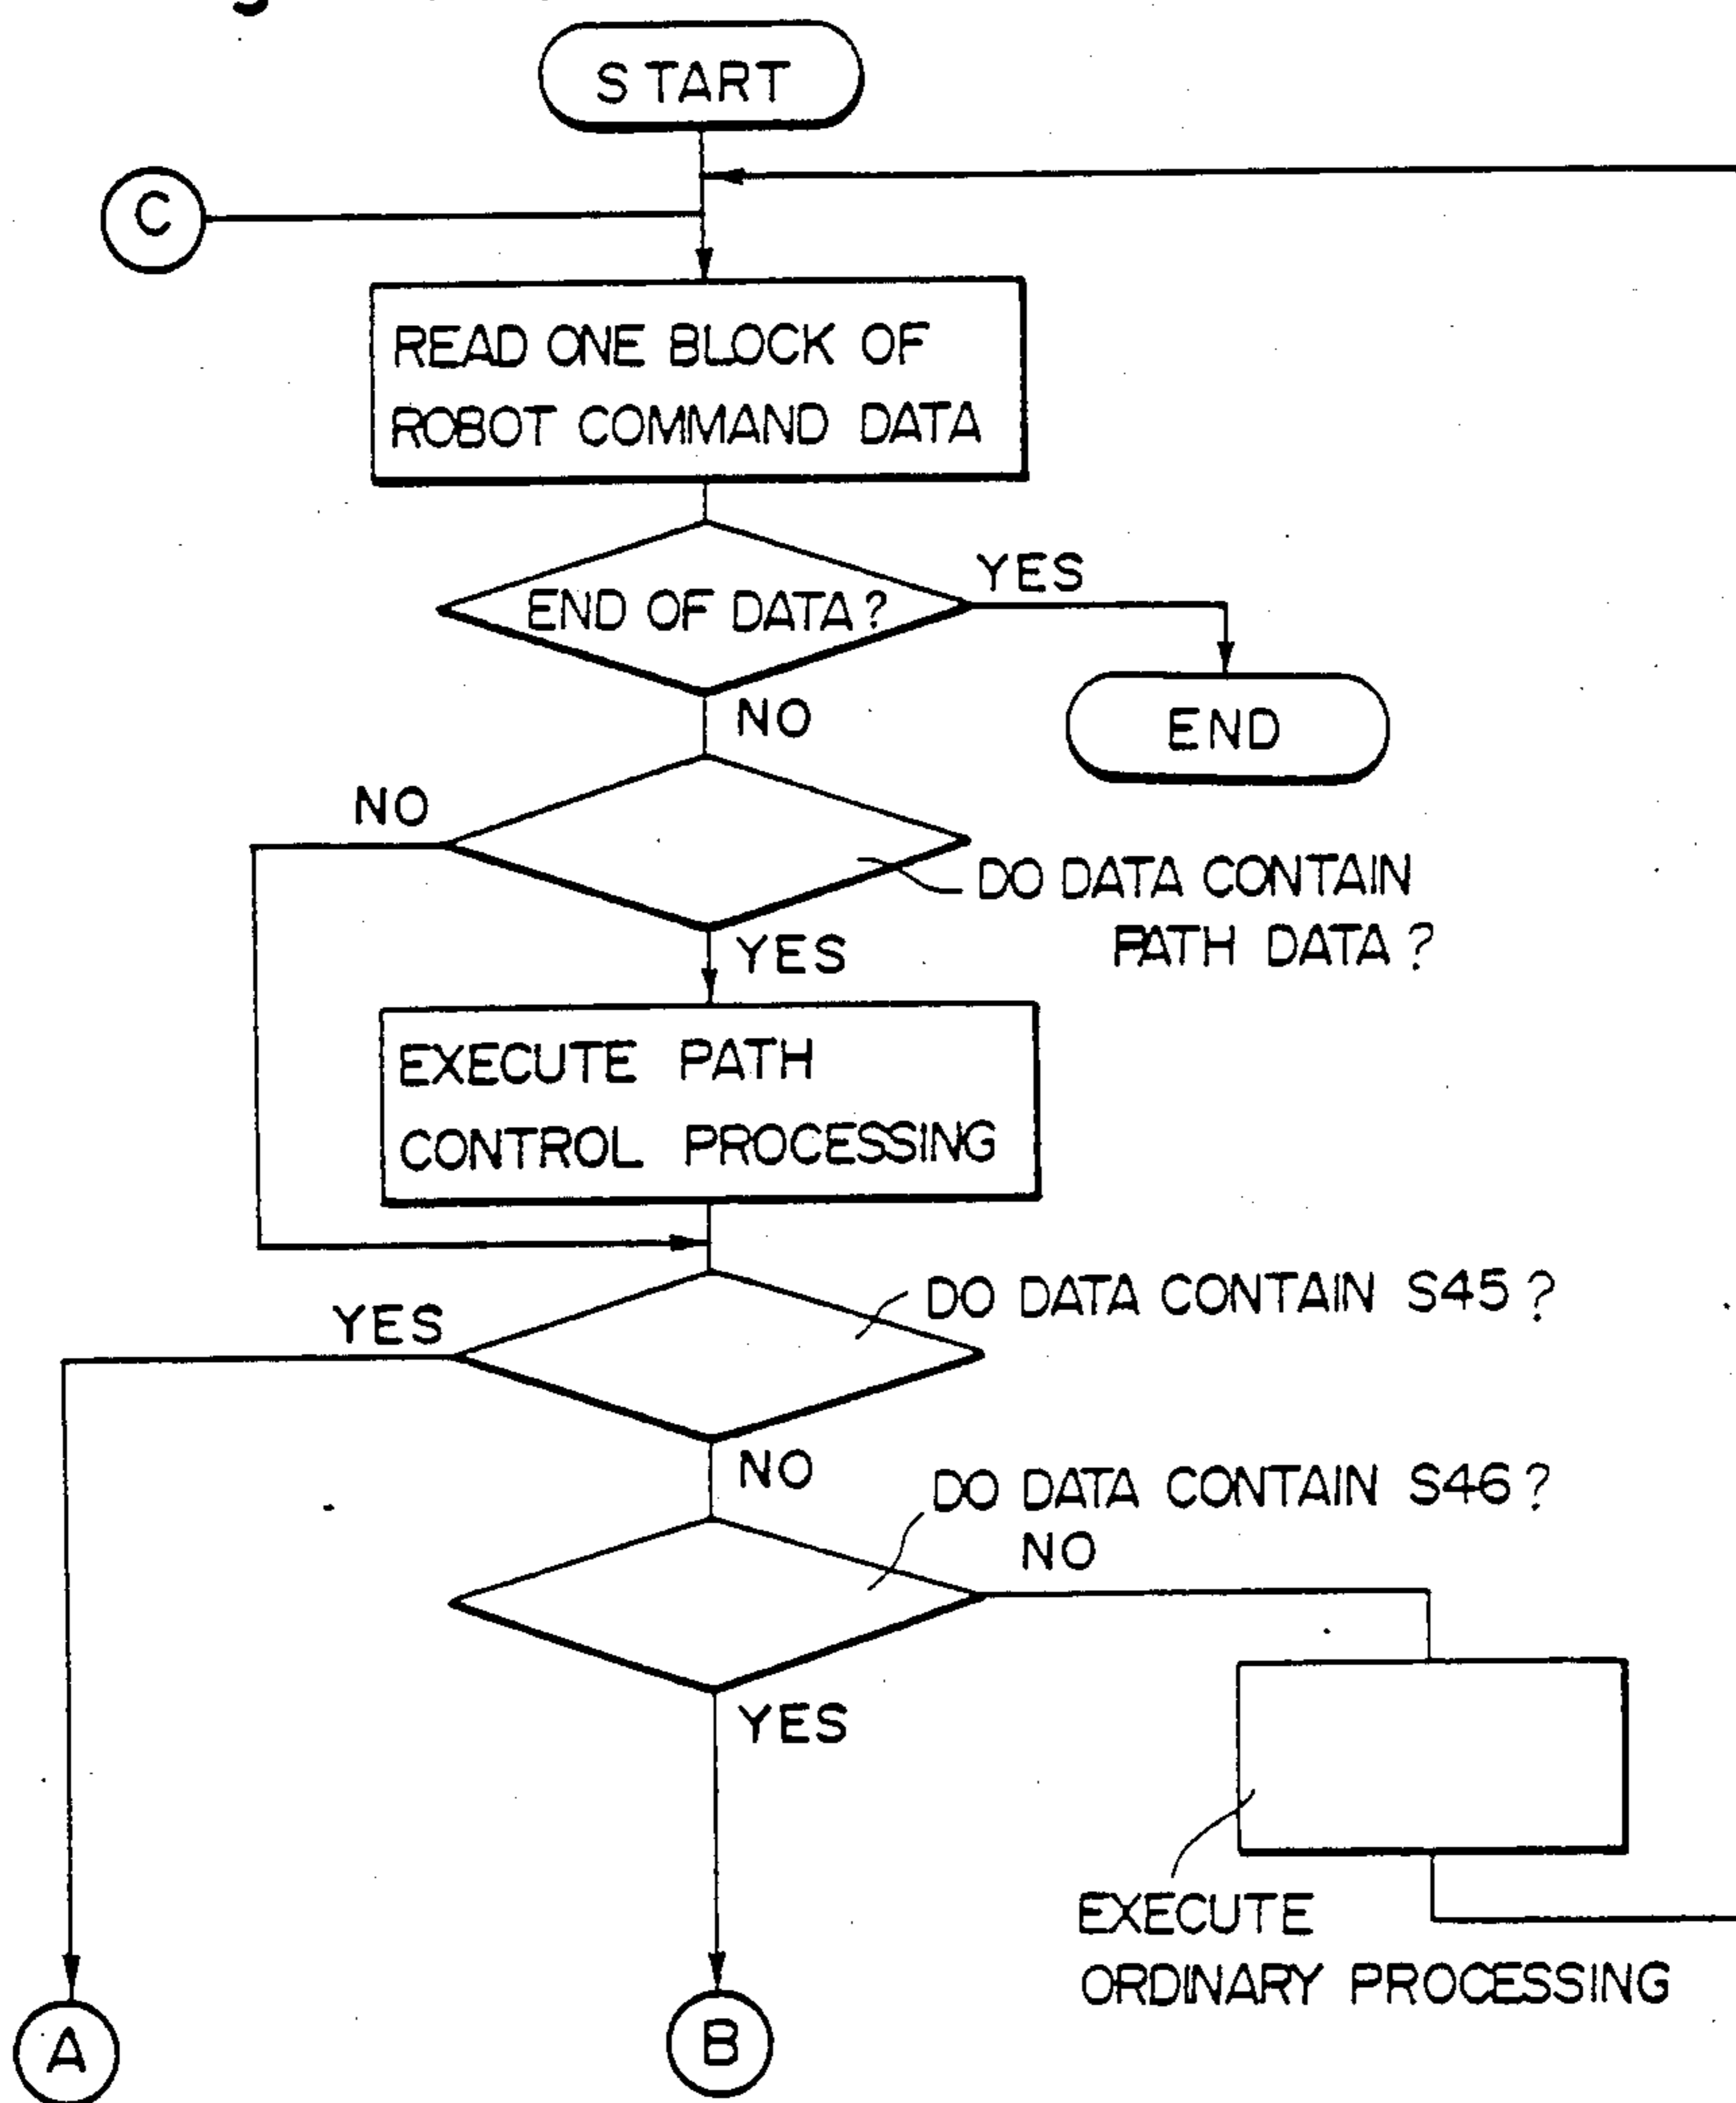 START
C
READ ONE BLOCK OF
ROBOT COMMAND DATA
YES
END OF DATA?
NO
END
NO
DO DATA CONTAIN
PATH DATA?
YES
EXECUTE PATH
CONTROL PROCESSING
DO DATA CONTAIN S45?
YES
NO
DO DATA CONTAIN S46?
NO
YES
EXECUTE
ORDINARY PROCESSING
A
B